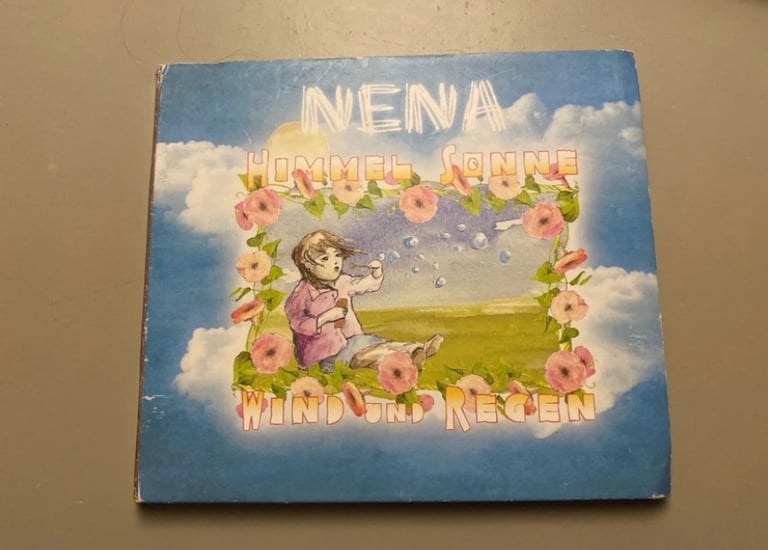 NENA
HIMMEL SONNE
WIND UND REGEN